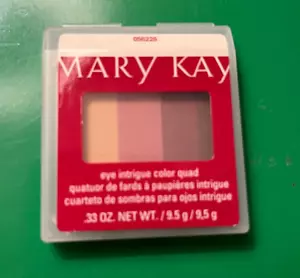 056226
MARY KAY
eye intrigue color quad
quatuor de fards à paupières intrigue
cuarteto de sombras para ojos intrigue
.33 OZ. NET WT. / 9.5 g / 9,5 g